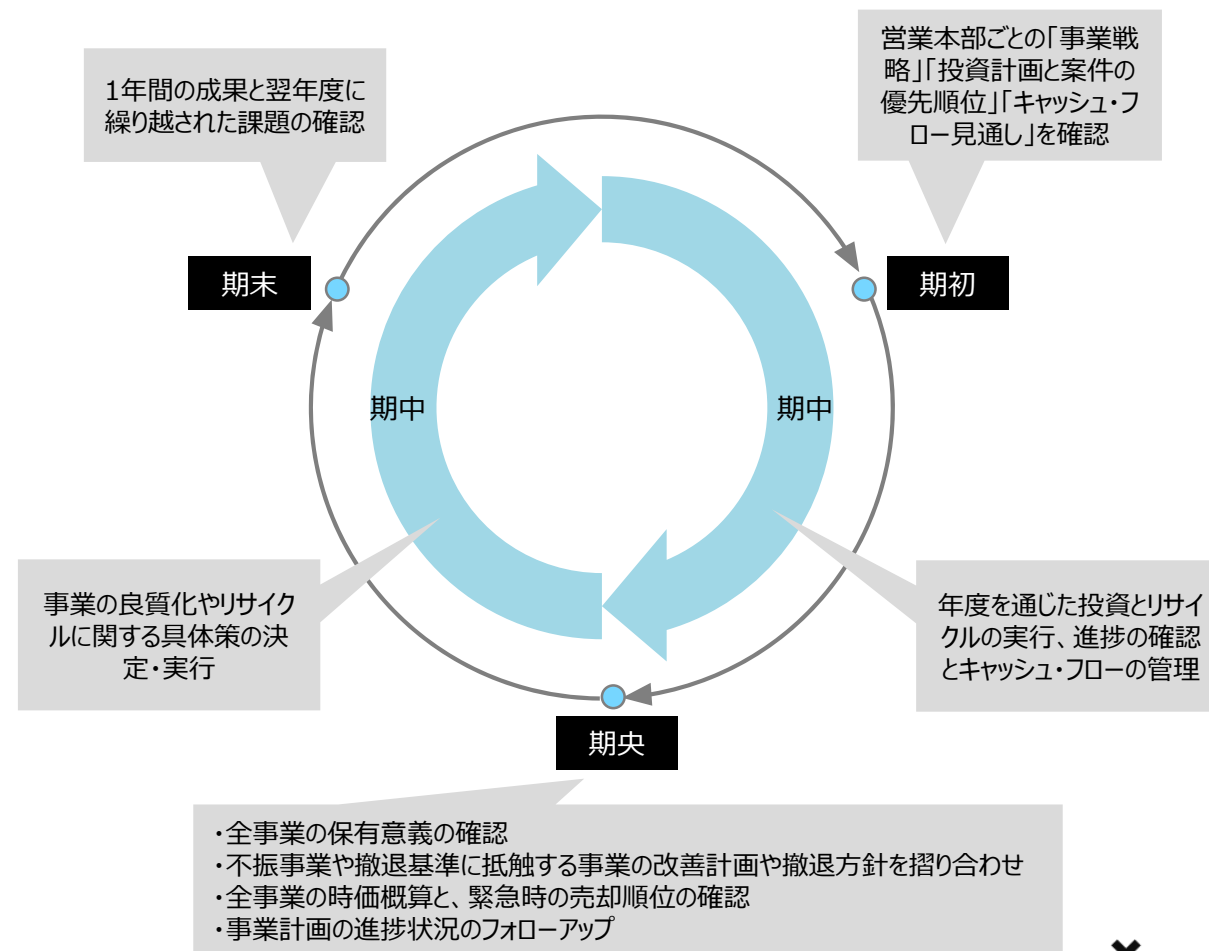 営業本部ごとの「事業戦
略」「投資計画と案件の
優先順位」「キャッシュ・フ
ロー見通し」を確認
1年間の成果と翌年度に
繰り越された課題の確認
期末
期初
期中
期中
事業の良質化やリサイク
ルに関する具体策の決
定・実行
年度を通じた投資とリサイ
クルの実行、進捗の確認
とキャッシュ・フローの管理
期央
・全事業の保有意義の確認
・不振事業や撤退基準に抵触する事業の改善計画や撤退方針を摺り合わせ
・全事業の時価概算と、緊急時の売却順位の確認
・事業計画の進捗状況のフォローアップ